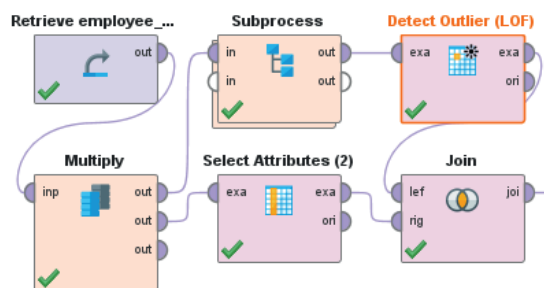 Retrieve employee_...
out
Subprocess
in
out
in
out
Detect Outlier (LOF)
exa
exa
ori
Multiply
inp
out
out
out
Select Attributes (2)
exa
exa
ori
Join
lef
joi
rig